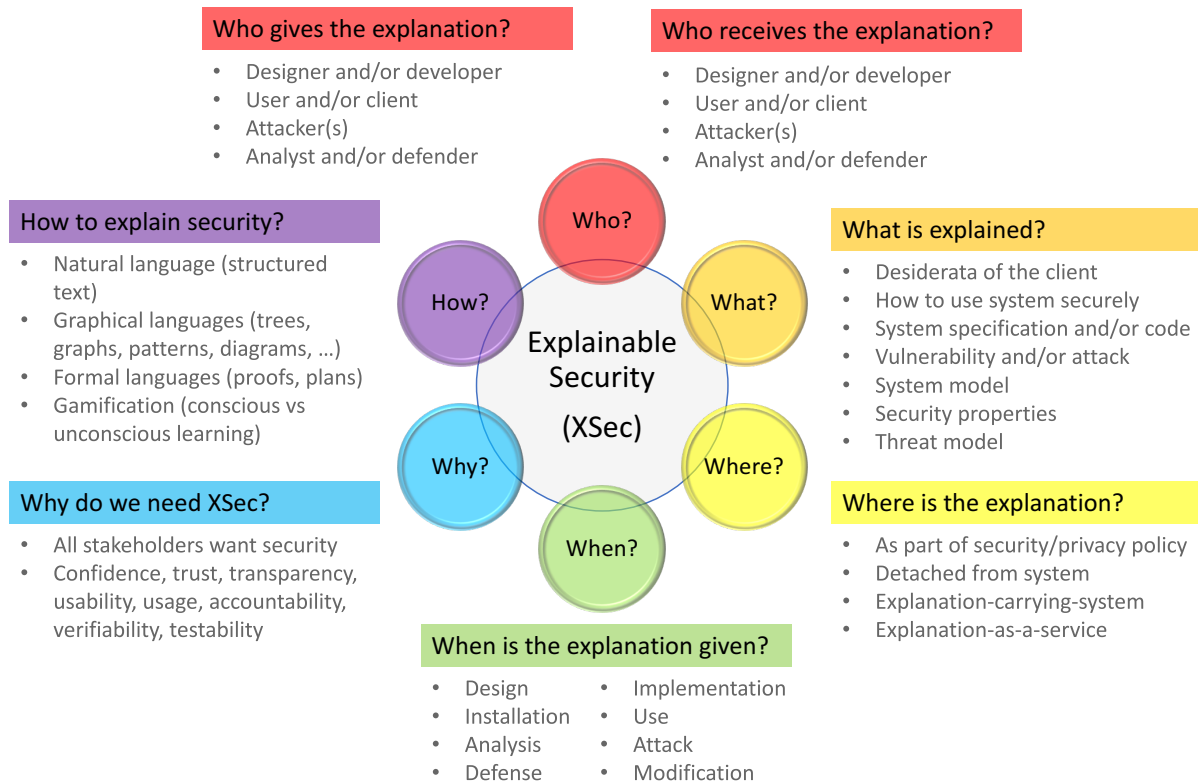 Who gives the explanation?
• Designer and/or developer
• User and/or client
• Attacker(s)
• Analyst and/or defender
Who receives the explanation?
• Designer and/or developer
• User and/or client
• Attacker(s)
• Analyst and/or defender
How to explain security?
• Natural language (structured
text)
• Graphical languages (trees,
graphs, patterns, diagrams, …)
• Formal languages (proofs, plans)
• Gamification (conscious vs
unconscious learning)
Who?
How?
What?
Explainable
Security
(XSec)
Why?
Where?
When?
What is explained?
• Desiderata of the client
• How to use system securely
• System specification and/or code
• Vulnerability and/or attack
• System model
• Security properties
• Threat model
Why do we need XSec?
• All stakeholders want security
• Confidence, trust, transparency,
usability, usage, accountability,
verifiability, testability
Where is the explanation?
• As part of security/privacy policy
• Detached from system
• Explanation-carrying-system
• Explanation-as-a-service
When is the explanation given?
• Design
• Installation
• Analysis
• Defense
• Implementation
• Use
• Attack
• Modification